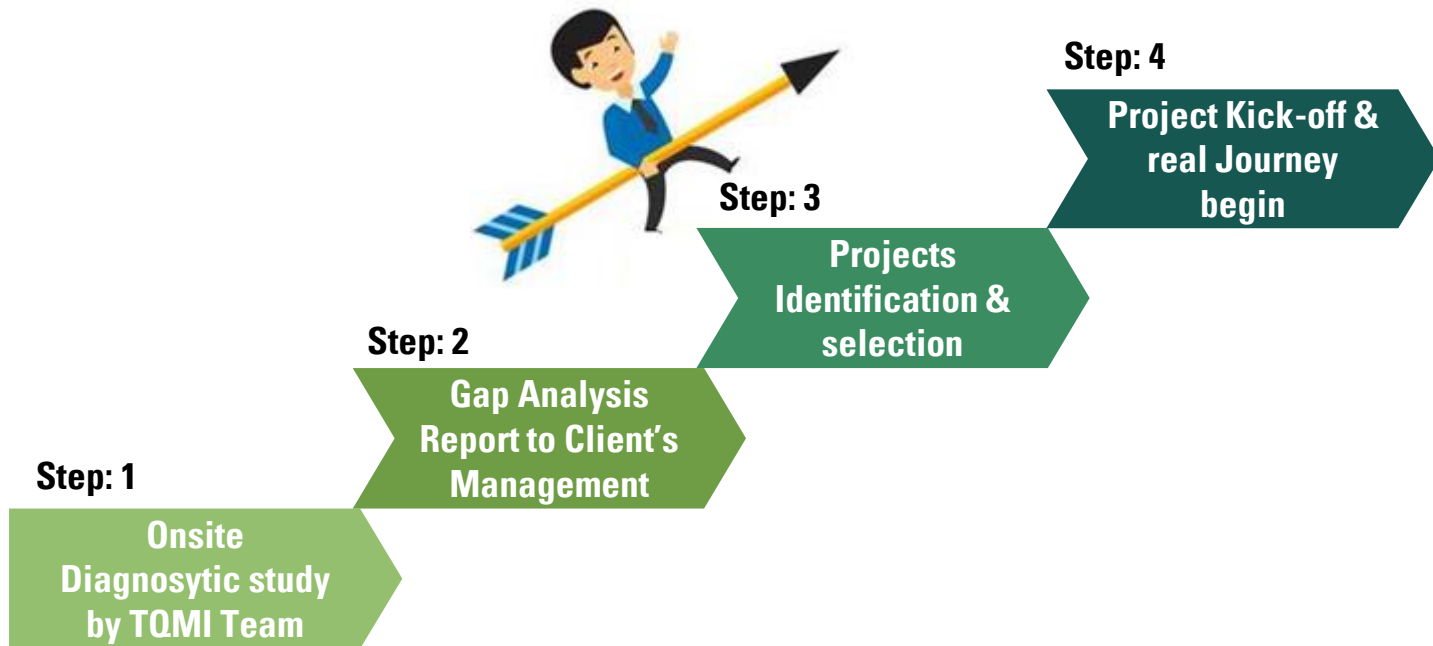 Step: 1
Onsite
Diagnosytic study
by TQMI Team
Step: 2
Gap Analysis
Report to Client’s
Management
Step: 3
Projects
Identification &
selection
Step: 4
Project Kick-off &
real Journey
begin